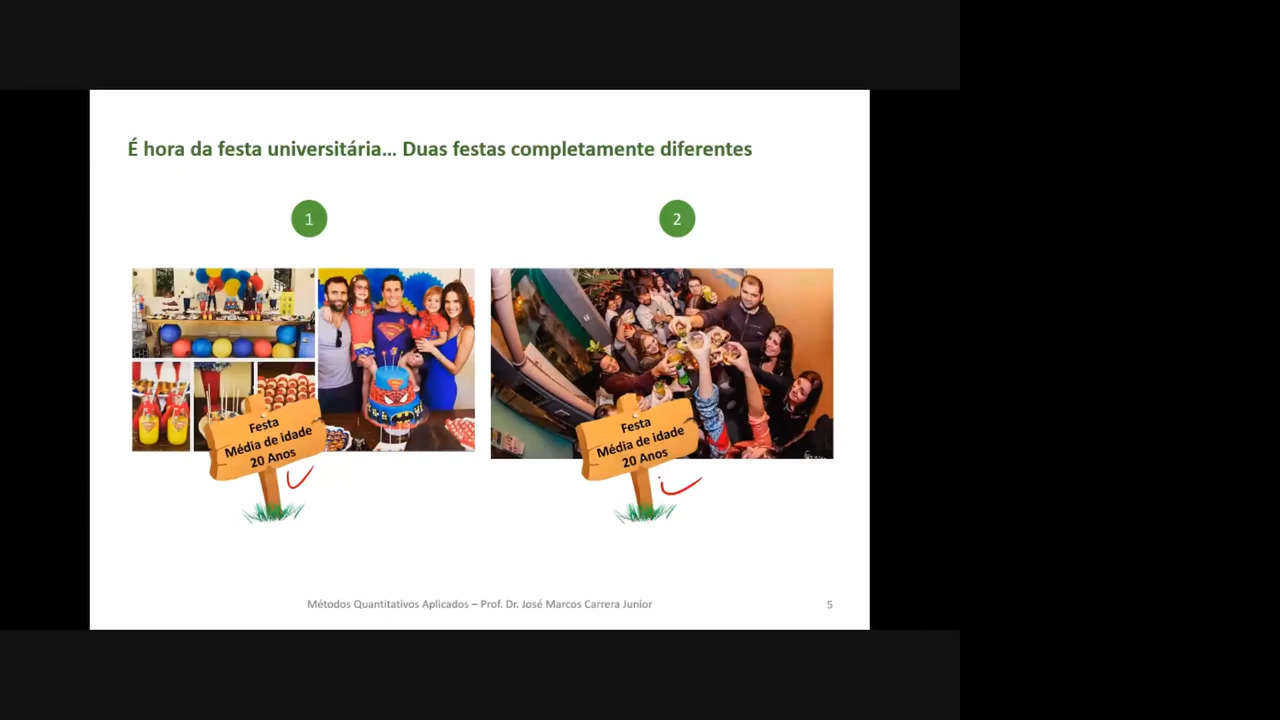 É hora da festa universitária... Duas festas completamente diferentes
1
2
Festa
Média de idade
20 Anos
Festa
Média de idade
20 Anos
Métodos Quantitativos Aplicados – Prof. Dr. José Marcos Carrera Junior
5